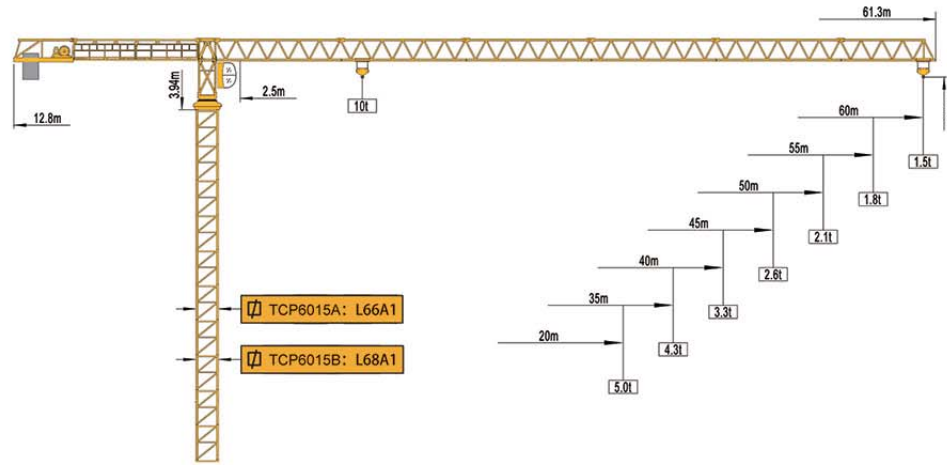 61.3m
3.94m
2.5m
12.8m
10t
60m
1.5t
55m
1.8t
50m
2.1t
45m
2.6t
40m
3.3t
35m
4.3t
20m
5.0t
TCP6015A: L66A1
TCP6015B: L68A1